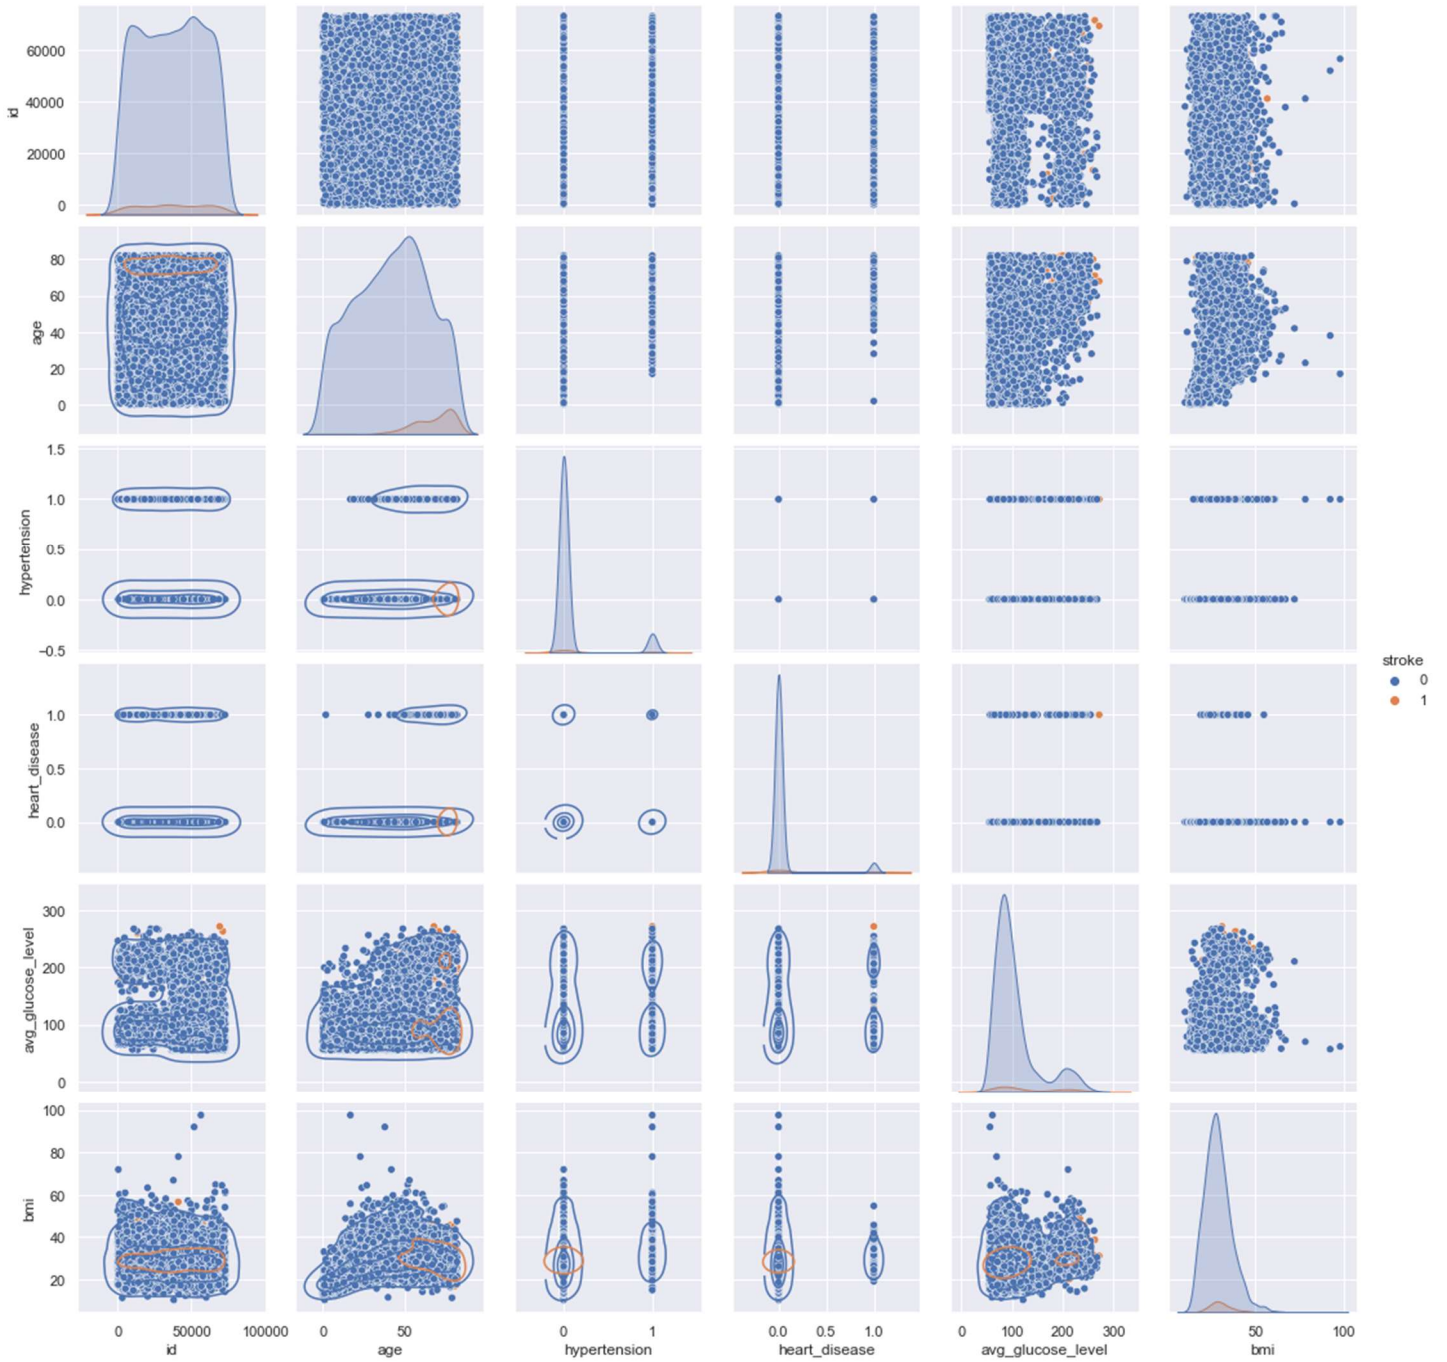 60000
40000
20000
0
id
80
60
40
20
0
age
1.5
1.0
0.5
0.0
−0.5
hypertension
stroke
0
1
1.0
0.5
0.0
heart_disease
300
200
100
0
avg_glucose_level
100
80
60
40
20
bmi
0 50000 100000
id
0 50
age
0 1
hypertension
0.0 0.5 1.0
heart_disease
0 100 200 300
avg_glucose_level
50 100
bmi